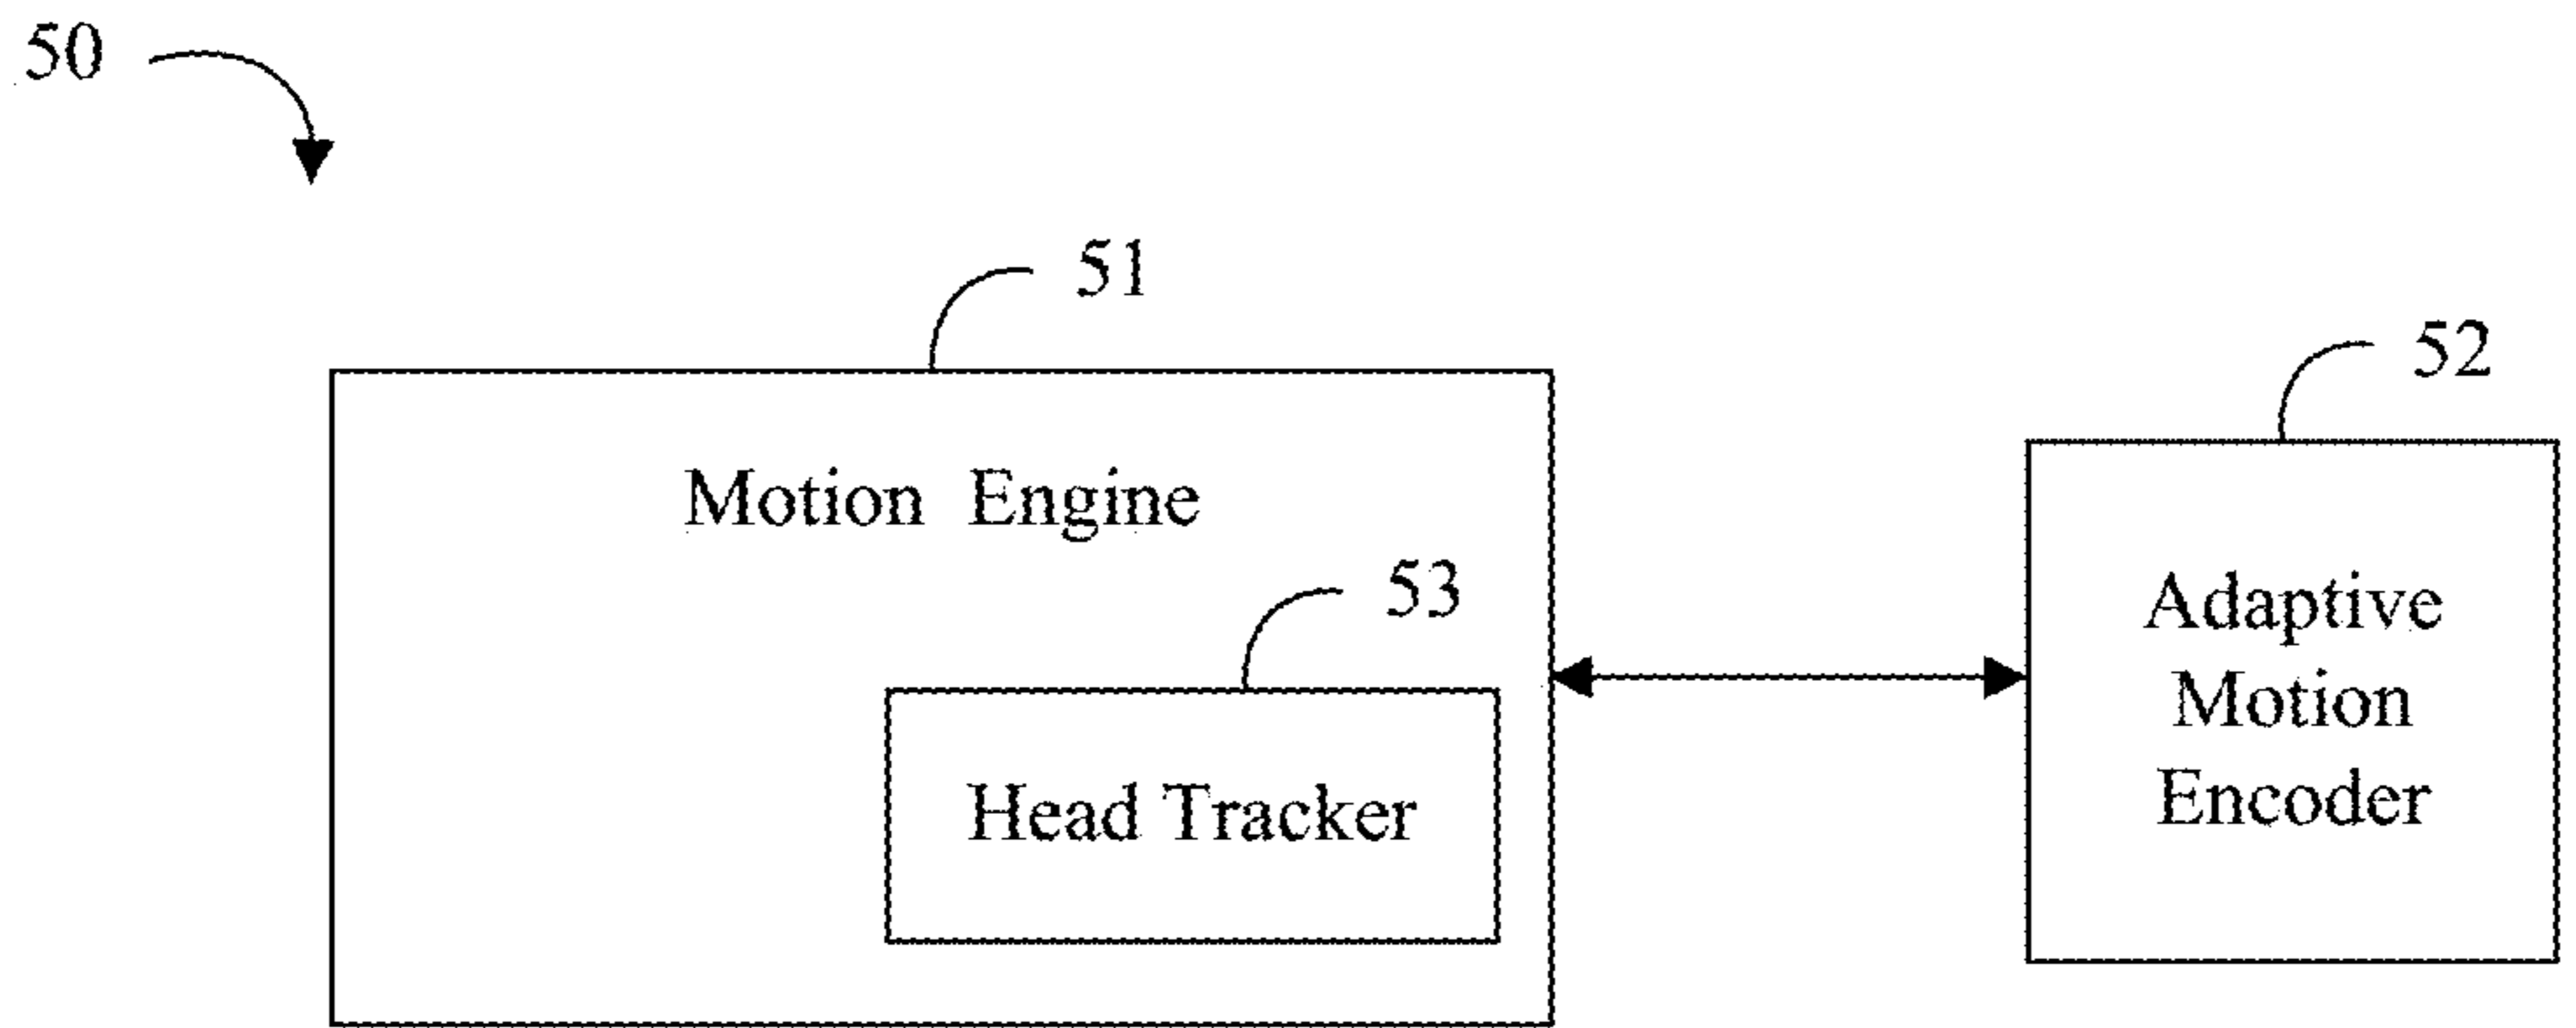 50
51
52
Motion Engine
53
Adaptive
Motion
Encoder
Head Tracker